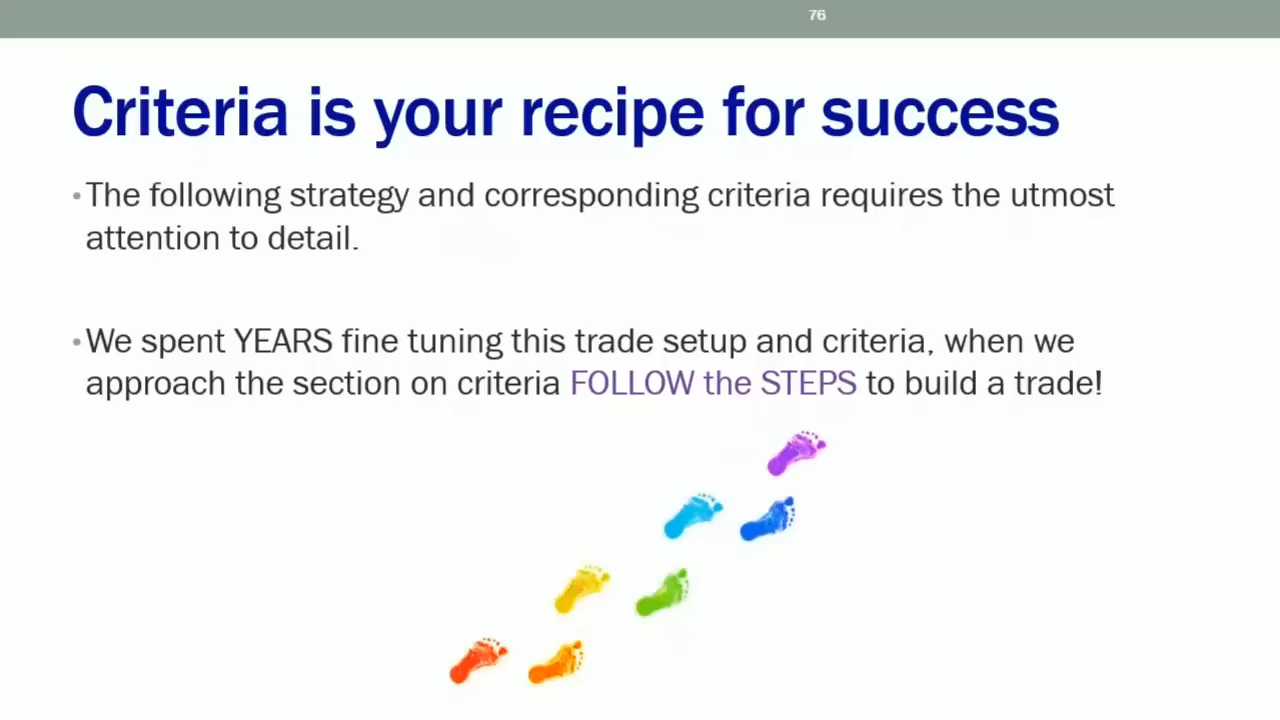 76
Criteria is your recipe for success
•The following strategy and corresponding criteria requires the utmost
attention to detail.
•We spent YEARS fine tuning this trade setup and criteria, when we
approach the section on criteria FOLLOW the STEPS to build a trade!